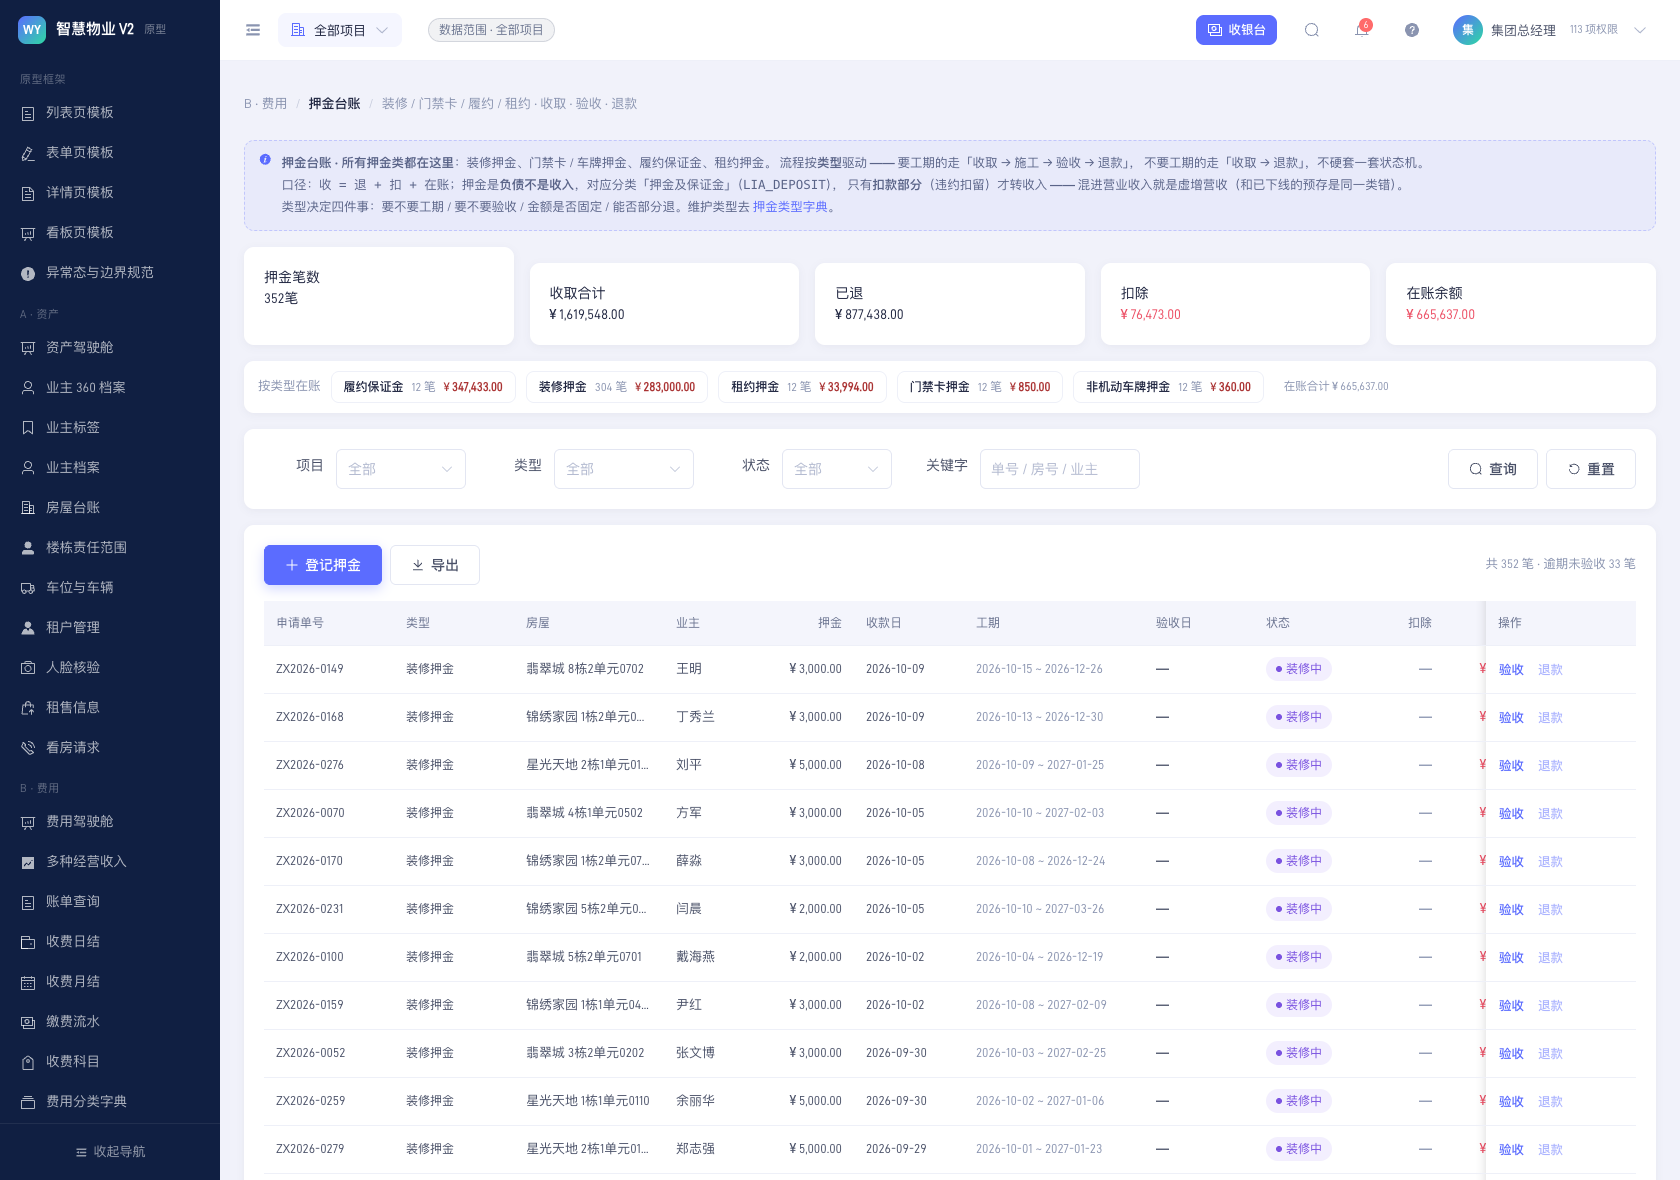 WY 智慧物业 V2 原型
原型框架
列表页模板
表单页模板
详情页模板
看板页模板
异常态与边界规范
A · 资产
资产驾驶舱
业主 360 档案
业主标签
业主档案
房屋台账
楼栋责任范围
车位与车辆
租户管理
人脸核验
租售信息
看房请求
B · 费用
费用驾驶舱
多种经营收入
账单查询
收费日结
收费月结
缴费流水
收费科目
费用分类字典
收起导航
全部项目
数据范围 · 全部项目
收银台
6
集 集团总经理 113 项权限
B · 费用 / 押金台账 / 装修 / 门禁卡 / 履约 / 租约 · 收取 · 验收 · 退款
押金台账 · 所有押金类都在这里：装修押金、门禁卡 / 车牌押金、履约保证金、租约押金。 流程按类型驱动 —— 要工期的走「收取 → 施工 → 验收 → 退款」， 不要工期的走「收取 → 退款」，不硬套一套状态机。
口径：收 = 退 + 扣 + 在账；押金是负债不是收入，对应分类「押金及保证金」（LIA_DEPOSIT）， 只有扣款部分（违约扣留）才转收入 —— 混进营业收入就是虚增营收（和已下线的预存是同一类错）。
类型决定四件事：要不要工期 / 要不要验收 / 金额是否固定 / 能否部分退。维护类型去 押金类型字典。
押金笔数
352笔
收取合计
¥ 1,619,548.00
已退
¥ 877,438.00
扣除
¥ 76,473.00
在账余额
¥ 665,637.00
按类型在账 履约保证金 12 笔 ¥ 347,433.00 装修押金 304 笔 ¥ 283,000.00 租约押金 12 笔 ¥ 33,994.00 门禁卡押金 12 笔 ¥ 850.00 非机动车牌押金 12 笔 ¥ 360.00 在账合计 ¥ 665,637.00
项目 全部 类型 全部 状态 全部 关键字 单号 / 房号 / 业主 查询 重置
登记押金 导出 共 352 笔 · 逾期未验收 33 笔
申请单号 类型 房屋 业主 押金 收款日 工期 验收日 状态 扣除 操作
ZX2026-0149 装修押金 翡翠城 8栋2单元0702 王明 ¥ 3,000.00 2026-10-09 2026-10-15 ~ 2026-12-26 — 装修中 — ¥ 验收 退款
ZX2026-0168 装修押金 锦绣家园 1栋2单元0... 丁秀兰 ¥ 3,000.00 2026-10-09 2026-10-13 ~ 2026-12-30 — 装修中 — ¥ 验收 退款
ZX2026-0276 装修押金 星光天地 2栋1单元01... 刘平 ¥ 5,000.00 2026-10-08 2026-10-09 ~ 2027-01-25 — 装修中 — ¥ 验收 退款
ZX2026-0070 装修押金 翡翠城 4栋1单元0502 方军 ¥ 3,000.00 2026-10-05 2026-10-10 ~ 2027-02-03 — 装修中 — ¥ 验收 退款
ZX2026-0170 装修押金 锦绣家园 1栋2单元07... 薛淼 ¥ 3,000.00 2026-10-05 2026-10-08 ~ 2026-12-24 — 装修中 — ¥ 验收 退款
ZX2026-0231 装修押金 锦绣家园 5栋2单元0... 闫晨 ¥ 2,000.00 2026-10-05 2026-10-10 ~ 2027-03-26 — 装修中 — ¥ 验收 退款
ZX2026-0100 装修押金 翡翠城 5栋2单元0701 戴海燕 ¥ 2,000.00 2026-10-02 2026-10-04 ~ 2026-12-19 — 装修中 — ¥ 验收 退款
ZX2026-0159 装修押金 锦绣家园 1栋1单元04... 尹红 ¥ 3,000.00 2026-10-02 2026-10-08 ~ 2027-02-09 — 装修中 — ¥ 验收 退款
ZX2026-0052 装修押金 翡翠城 3栋2单元0202 张文博 ¥ 3,000.00 2026-09-30 2026-10-03 ~ 2027-02-25 — 装修中 — ¥ 验收 退款
ZX2026-0259 装修押金 星光天地 1栋1单元0110 余丽华 ¥ 5,000.00 2026-09-30 2026-10-02 ~ 2027-01-06 — 装修中 — ¥ 验收 退款
ZX2026-0279 装修押金 星光天地 2栋1单元01... 郑志强 ¥ 5,000.00 2026-09-29 2026-10-01 ~ 2027-01-23 — 装修中 — ¥ 验收 退款